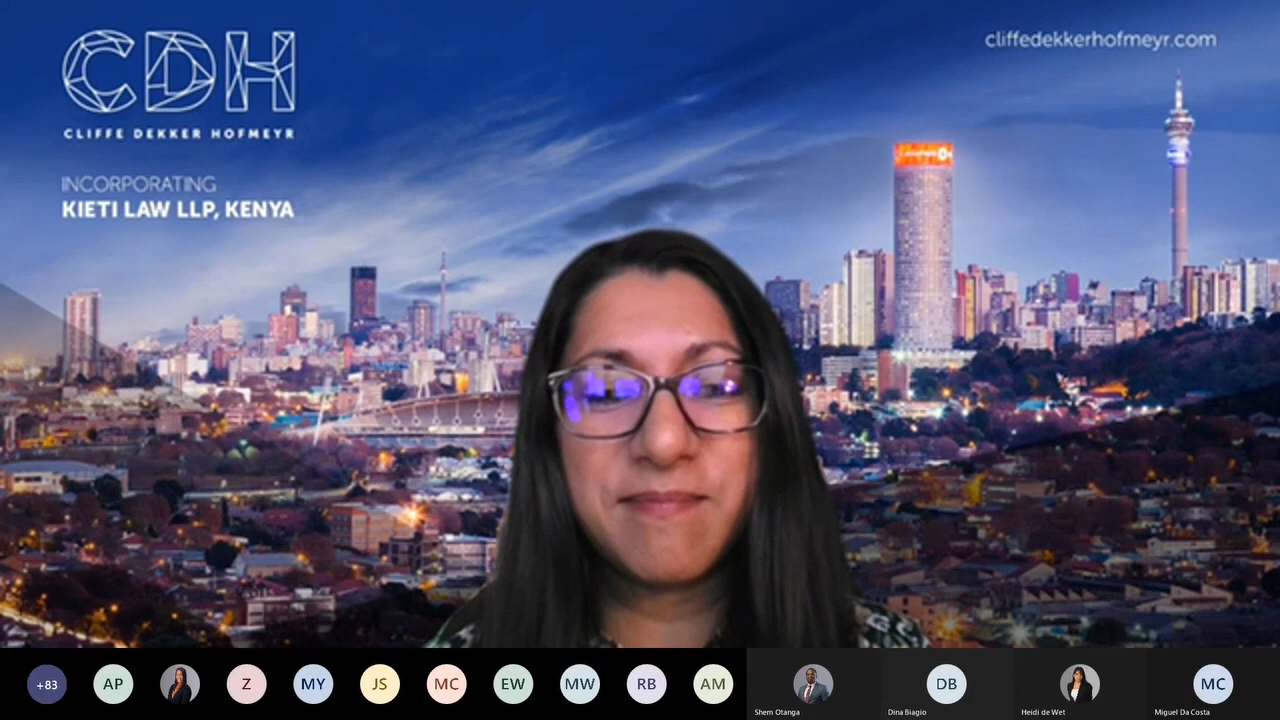 CDH
CLIFFE DEKKER HOFMEYR
INCORPORATING
KIETI LAW LLP, KENYA
cliffedekkerhofmeyr.com
+83
AP
Z
MY
JS
MC
EW
MW
RB
AM
DB
MC
Shem Otanga
Dina Biagio
Heidi de Wet
Miguel Da Costa